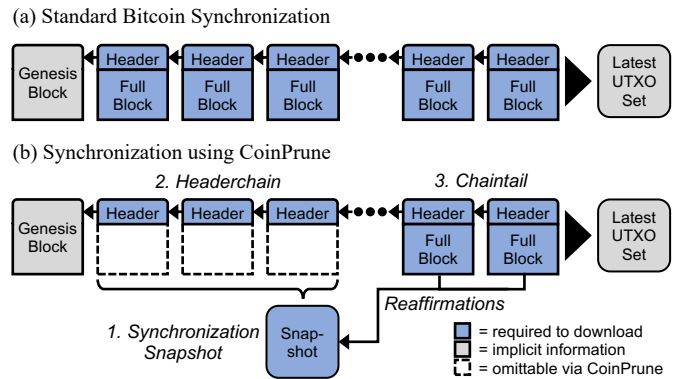 (a) Standard Bitcoin Synchronization
Genesis
Block
Header
Full
Block
Header
Full
Block
Header
Full
Block
Header
Full
Block
Header
Full
Block
Latest
UTXO
Set
(b) Synchronization using CoinPrune
2. Headerchain
3. Chaintail
Genesis
Block
Header
Header
Header
Header
Full
Block
Header
Full
Block
Latest
UTXO
Set
Reaffirmations
1. Synchronization
Snapshot
Snap-
shot
= required to download
= implicit information
= omittable via CoinPrune